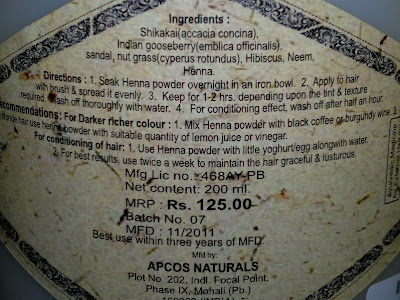 Ingredients :
Shikakai(accacia concina),
Indian gooseberry(emblica officinalis),
sandal, nut grass(cyperus rotundus), Hibiscus, Neem,
Henna.
Directions : 1. Soak Henna powder overnight in an iron bowl. 2. Apply to hair
with brush & spread it evenly. 3. Keep for 1-2 hrs. depending upon the tint & texture
required. wash off thoroughly with water. 4. For conditioning effect, wash off after half an hour.
Recommendations: For Darker richer colour : 1. Mix Henna powder with black coffee or burgundy wine.
blonde hair use henna powder with suitable quantity of lemon juice or vinegar.
For conditioning of hair: 1. Use Henna powder with little yoghurt/egg alongwith water.
2. For best results, use twice a week to maintain the hair graceful & lusturous.
Mfg.Lic no.:-468AY-PB
Net content: 200 ml.
MRP : Rs. 125.00
Batch No. 07
MFD : 11/2011
Best use within three years of MFD.
Mfd by:
APCOS NATURALS
Plot No. 202, Indl. Focal Point,
Phase IX, Mohali (Pb.)